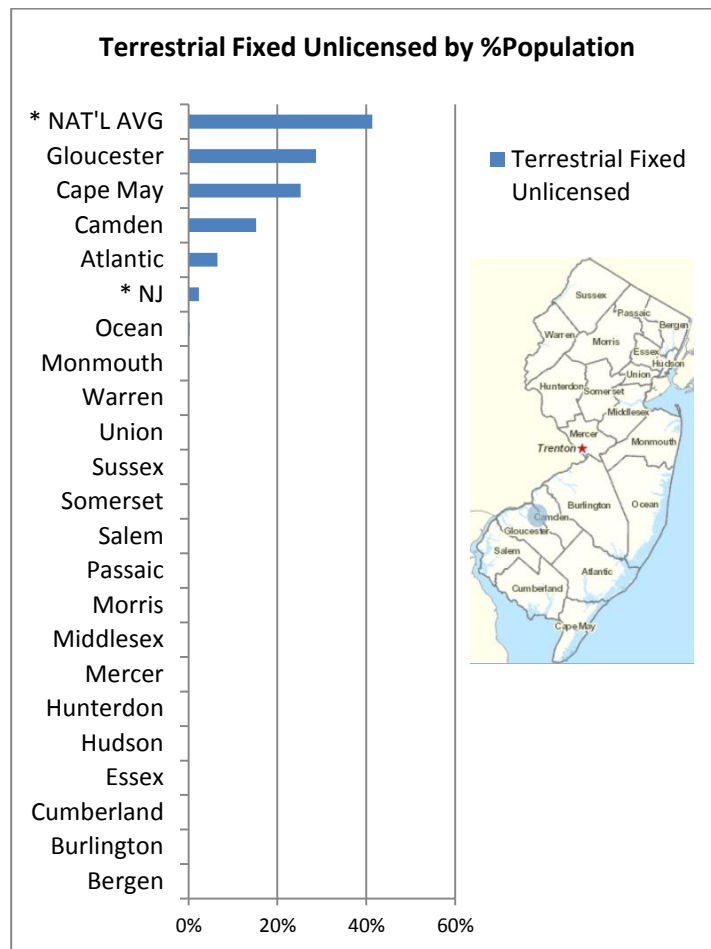 Terrestrial Fixed Unlicensed by %Population
* NAT'L AVG
Gloucester
Cape May
Camden
Atlantic
* NJ
Ocean
Monmouth
Warren
Union
Sussex
Somerset
Salem
Passaic
Morris
Middlesex
Mercer
Hunterdon
Hudson
Essex
Cumberland
Burlington
Bergen
0%
20%
40%
60%
Terrestrial Fixed
Unlicensed
Sussex
Passaic
Bergen
Warren
Morris
Essex
Hudson
Union
Hunterdon
Somerset
Middlesex
Mercer
Monmouth
Trenton
Burlington
Ocean
Camden
Gloucester
Salem
Atlantic
Cumberland
Cape May